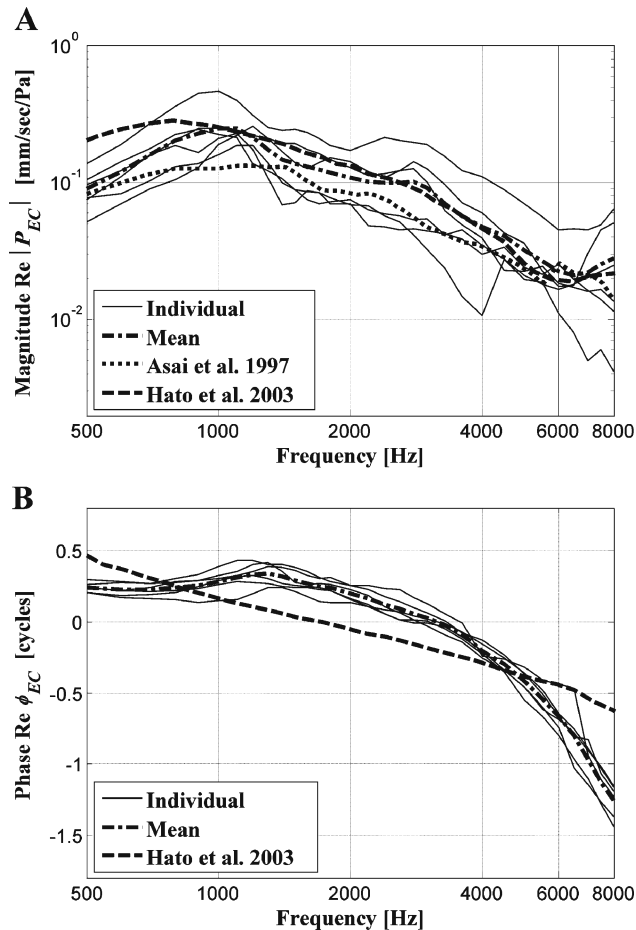 A
Magnitude Re |P_EC| [mm/sec/Pa]
10^0
10^-1
10^-2
Individual
Mean
Asai et al. 1997
Hato et al. 2003
500
1000
2000
4000
6000
8000
Frequency [Hz]
B
Phase Re ϕ_EC [cycles]
0.5
0
-0.5
-1
-1.5
Individual
Mean
Hato et al. 2003
500
1000
2000
4000
6000
8000
Frequency [Hz]